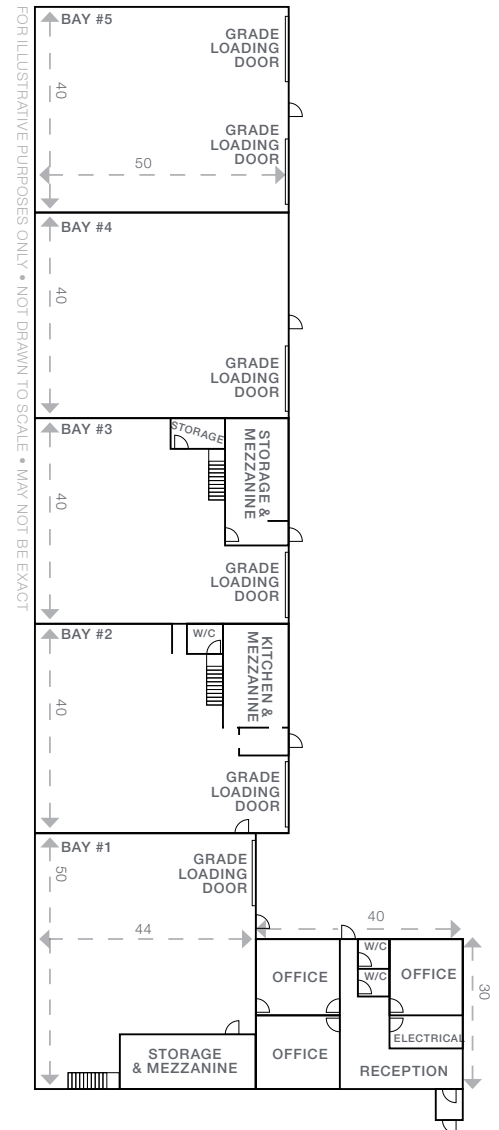 FOR ILLUSTRATIVE PURPOSES ONLY • NOT DRAWN TO SCALE • MAY NOT BE EXACT
BAY #5
GRADE
LOADING
DOOR
40
GRADE
LOADING
DOOR
50
BAY #4
40
GRADE
LOADING
DOOR
BAY #3
STORAGE
STORAGE &
MEZZANINE
40
GRADE
LOADING
DOOR
BAY #2
W/C
KITCHEN &
MEZZANINE
40
GRADE
LOADING
DOOR
BAY #1
GRADE
LOADING
DOOR
50
44
40
W/C
OFFICE
W/C
OFFICE
30
ELECTRICAL
STORAGE
& MEZZANINE
OFFICE
RECEPTION